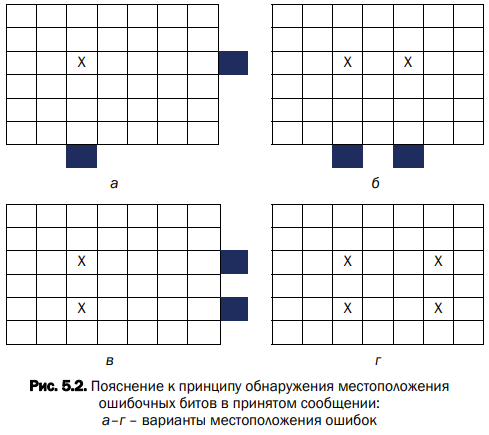 X
X X
а
б
X
X X
X
X X
в
г
Рис. 5.2. Пояснение к принципу обнаружения местоположения
ошибочных битов в принятом сообщении:
а–г – варианты местоположения ошибок